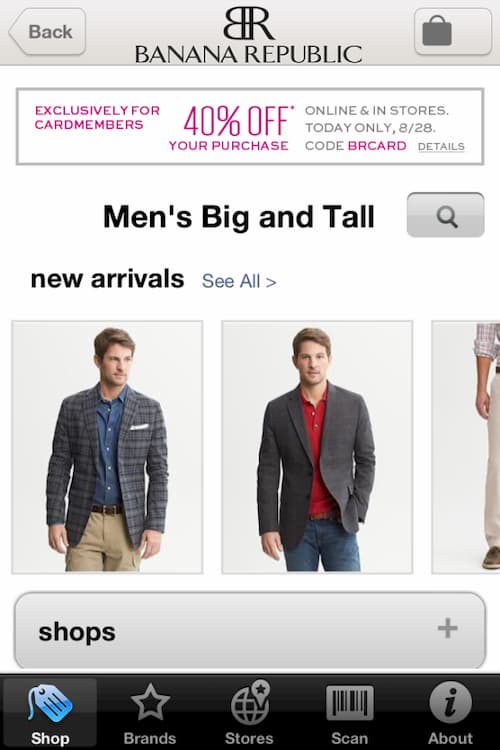 Back
BR
BANANA REPUBLIC
EXCLUSIVELY FOR
CARDMEMBERS
40% OFF*
YOUR PURCHASE
ONLINE & IN STORES.
TODAY ONLY, 8/28.
CODE BRCARD DETAILS
Men's Big and Tall
new arrivals See All >
shops +
Shop Brands Stores Scan About